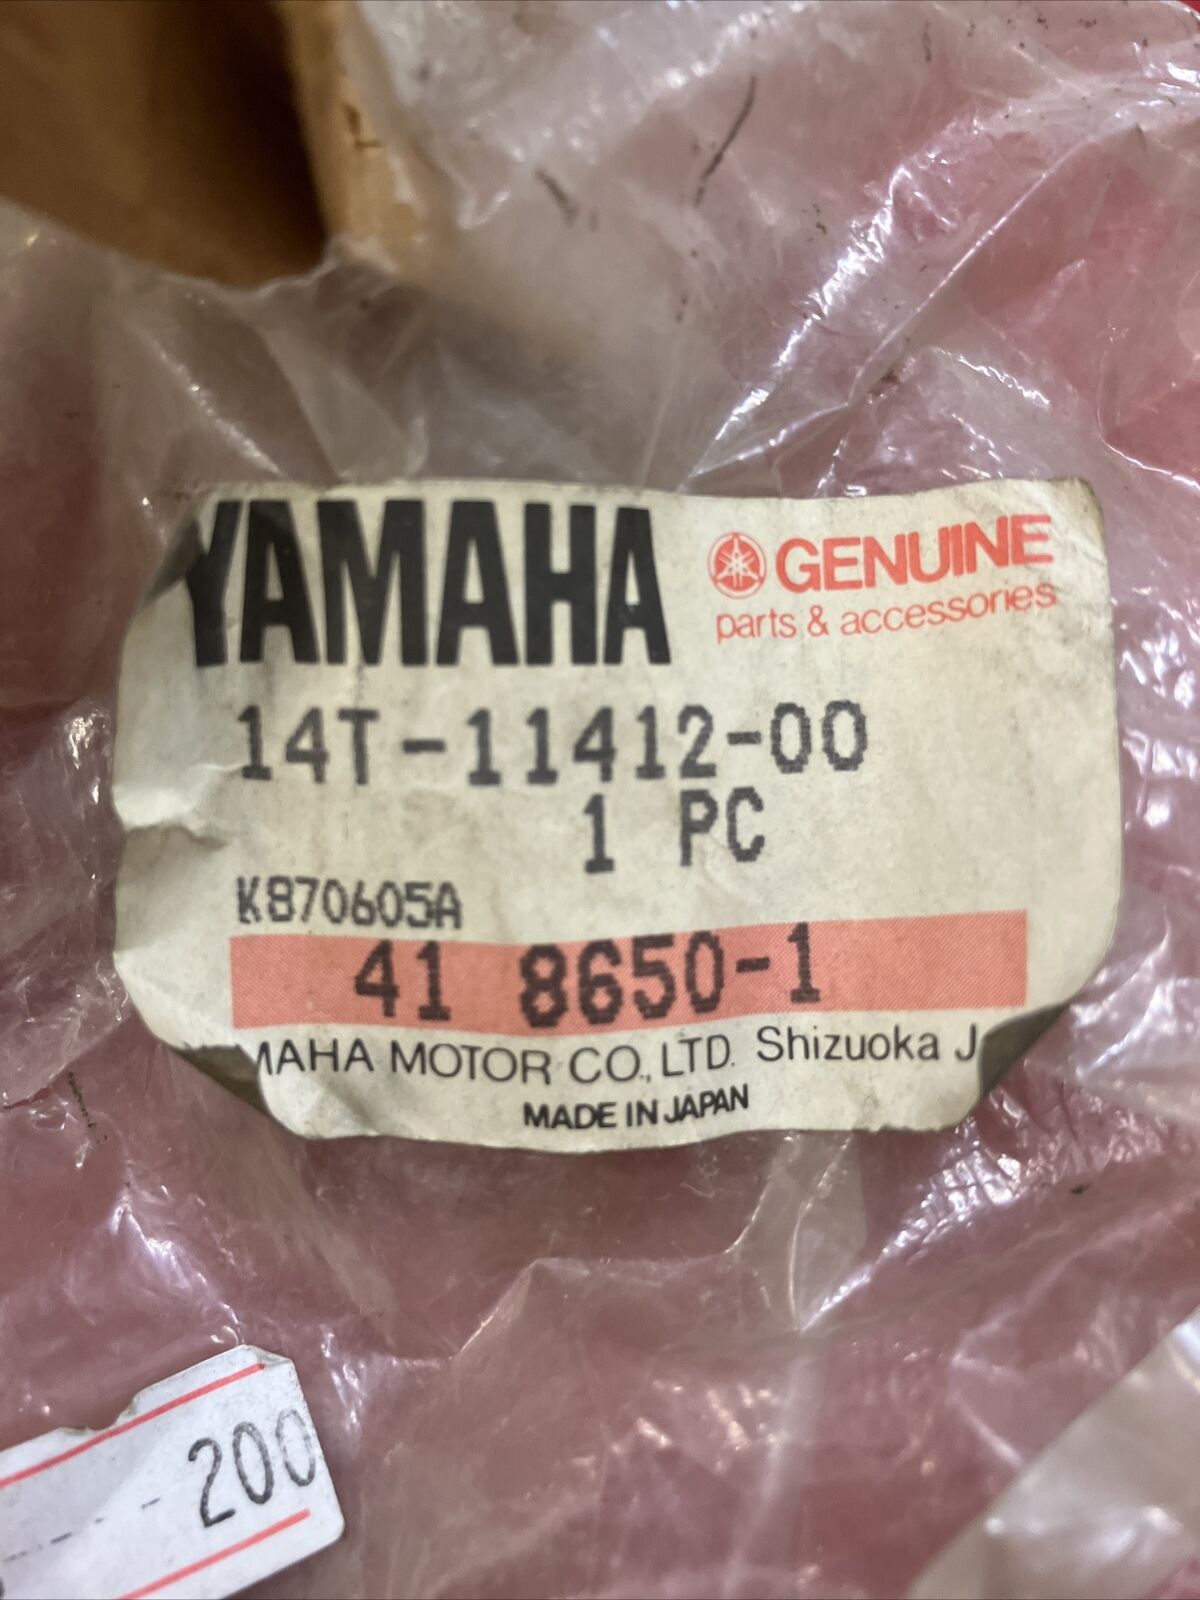 YAMAHA
GENUINE
parts & accessories
14T-11412-00
1 PC
K870605A
41 8650-1
MAHA MOTOR CO., LTD. Shizuoka J
MADE IN JAPAN
200